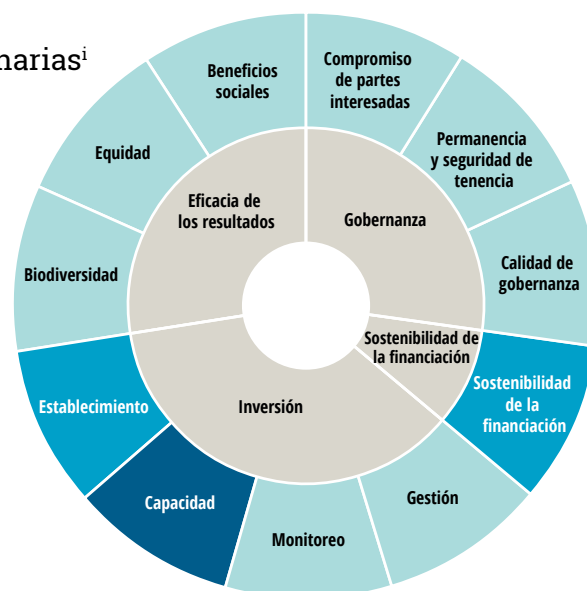 narias
i
Beneficios
sociales
Compromiso
de partes
interesadas
Permanencia
y seguridad de
tenencia
Calidad de
gobernanza
Sostenibilidad
de la
financiación
Gestión
Monitoreo
Capacidad
Establecimiento
Biodiversidad
Equidad
Eficacia de
los resultados
Gobernanza
Sostenibilidad de
la financiación
Inversión